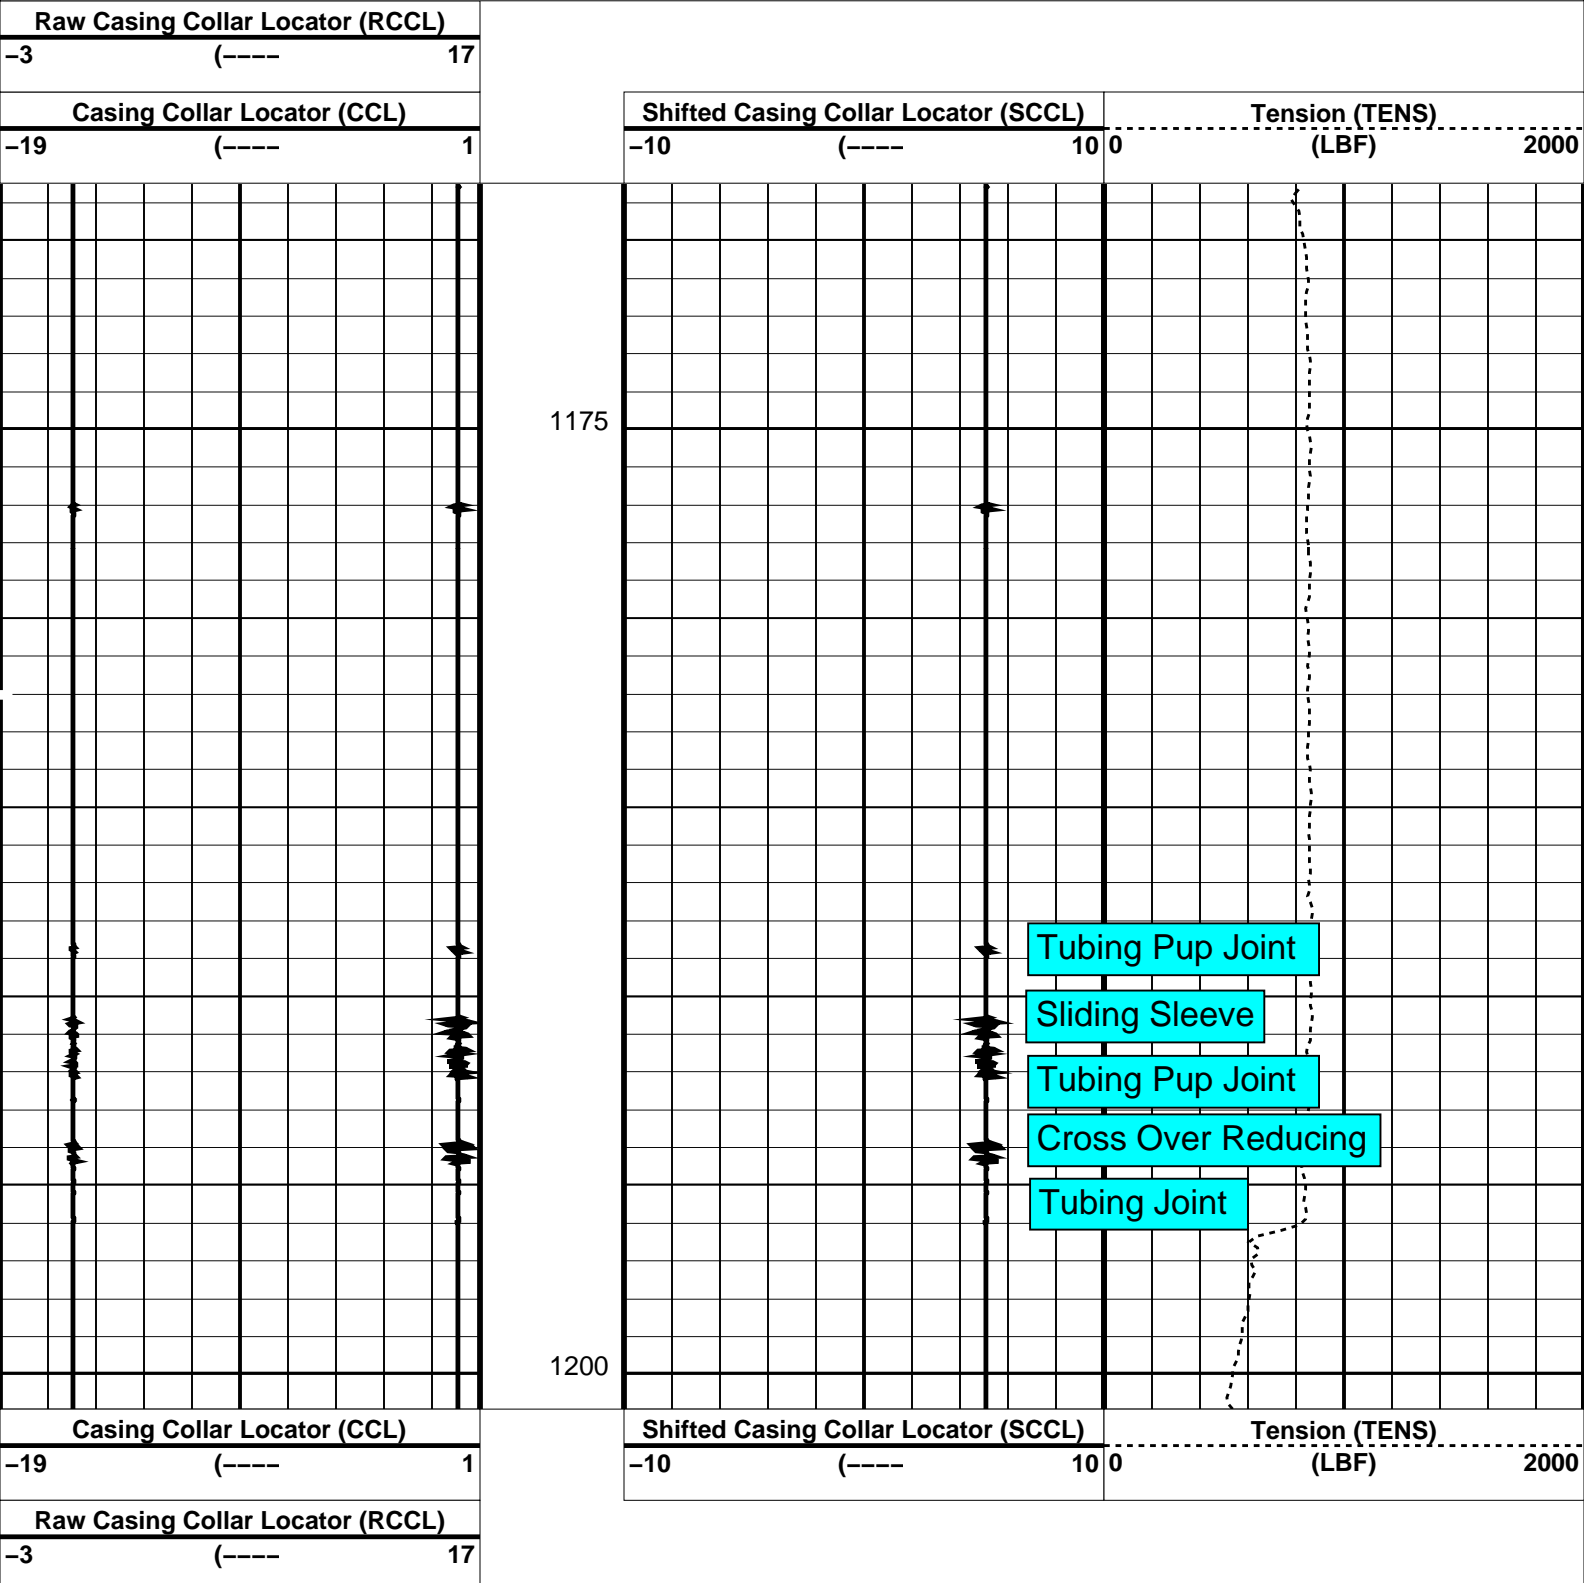 Raw Casing Collar Locator (RCCL)
−3 (−−−− 17
Casing Collar Locator (CCL)
−19 (−−−− 1
Shifted Casing Collar Locator (SCCL)
−10 (−−−− 10
Tension (TENS)
0 (LBF) 2000
1175
Tubing Pup Joint
Sliding Sleeve
Tubing Pup Joint
Cross Over Reducing
Tubing Joint
1200
Casing Collar Locator (CCL)
−19 (−−−− 1
Shifted Casing Collar Locator (SCCL)
−10 (−−−− 10
Tension (TENS)
0 (LBF) 2000
Raw Casing Collar Locator (RCCL)
−3 (−−−− 17